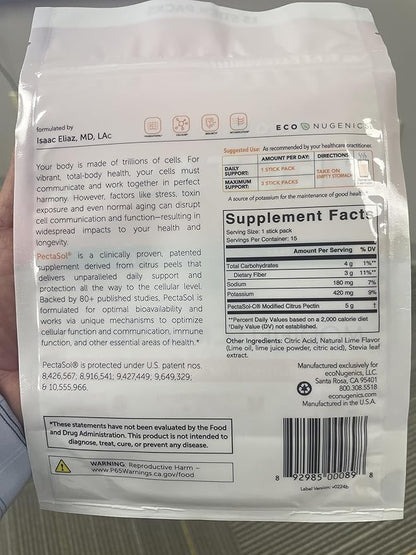 formulated by
Isaac Eliaz, MD, LAc
ECO NUGENICS
Your body is made of trillions of cells. For
vibrant, total-body health, your cells must
communicate and work together in perfect
harmony. However, factors like stress, toxin
exposure and even normal aging can disrupt
cell communication and function—resulting in
widespread impacts to your health and
longevity.
PectaSol® is a clinically proven, patented
supplement derived from citrus peels that
delivers unparalleled daily support and
protection all the way to the cellular level.
Backed by 80+ published studies, PectaSol is
formulated for optimal bioavailability and
works via unique mechanisms to optimize
cellular function and communication, immune
function, and other essential areas of health.*
PectaSol® is protected under U.S. patent nos.
8,426,567; 8,916,541; 9,427,449; 9,649,329;
& 10,555,966.
*These statements have not been evaluated by the Food
and Drug Administration. This product is not intended to
diagnose, treat, cure, or prevent any disease.
WARNING: Reproductive Harm –
www.P65Warnings.ca.gov/food
Suggested Use: As recommended by your healthcare practitioner.
AMOUNT PER DAY: DIRECTIONS:
DAILY SUPPORT: 1 STICK PACK TAKE ON EMPTY STOMACH
MAXIMUM SUPPORT: 3 STICK PACKS
A source of potassium for the maintenance of good health.
Supplement Facts
Serving Size: 1 stick pack
Servings Per Container: 15
Amount Per Serving % DV
Total Carbohydrates 4 g 1%**
Dietary Fiber 3 g 11%**
Sodium 180 mg 7%
Potassium 420 mg 9%
PectaSol-C® Modified Citrus Pectin 5 g †
**Percent Daily Values based on a 2,000 calorie diet
†Daily Value (DV) not established.
Other Ingredients: Citric Acid, Natural Lime Flavor
(Lime oil, lime juice powder, citric acid), Stevia leaf
extract.
Manufactured exclusively for
ecoNugenics, LLC.
Santa Rosa, CA 95401
800.308.5518
econugenics.com
Manufactured in the U.S.A.
8 92985 00089 8
Label Version: v0224b